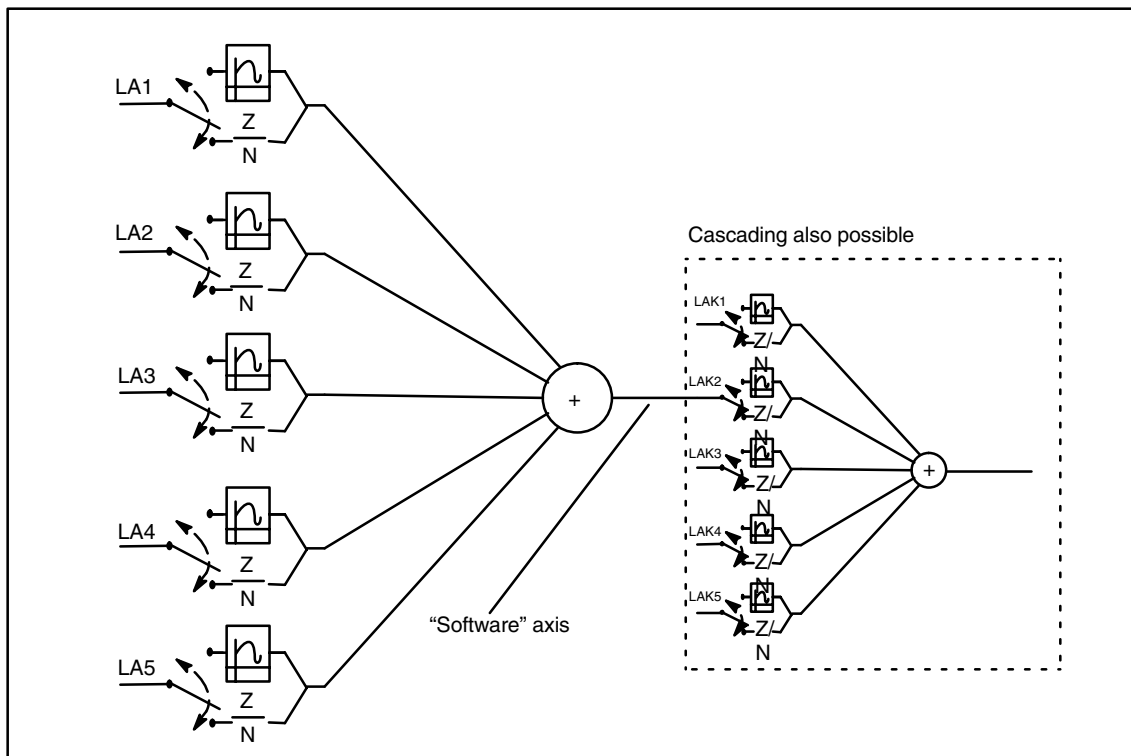 LA1
Z
N
LA2
Z
N
LA3
Z
N
+
LA4
Z
N
LA5
Z
N
"Software" axis
Cascading also possible
LAK1
Z/
N
LAK2
Z/
N
LAK3
Z/
N
LAK4
Z/
N
LAK5
Z/
N
+